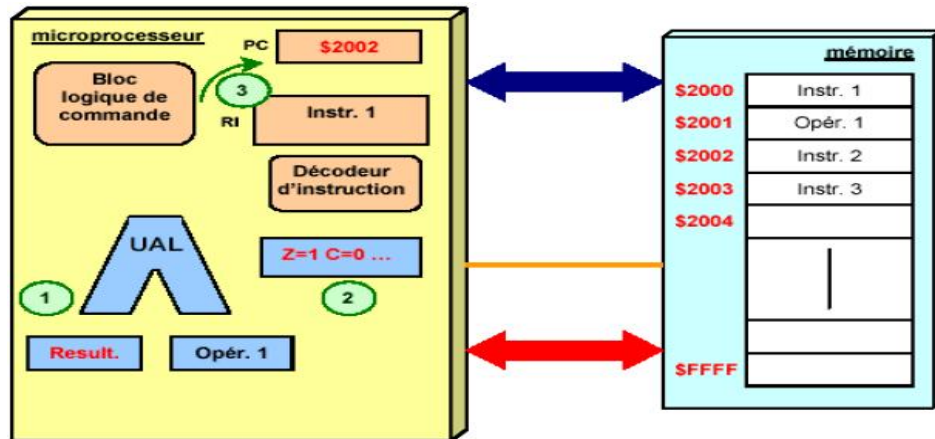 microprocesseur
PC
$2002
Bloc
logique de
commande
3
RI
Instr. 1
Décodeur
d'instruction
UAL
Z=1 C=0 ...
1
2
Result.
Opér. 1
mémoire
$2000 Instr. 1
$2001 Opér. 1
$2002 Instr. 2
$2003 Instr. 3
$2004
$FFFF